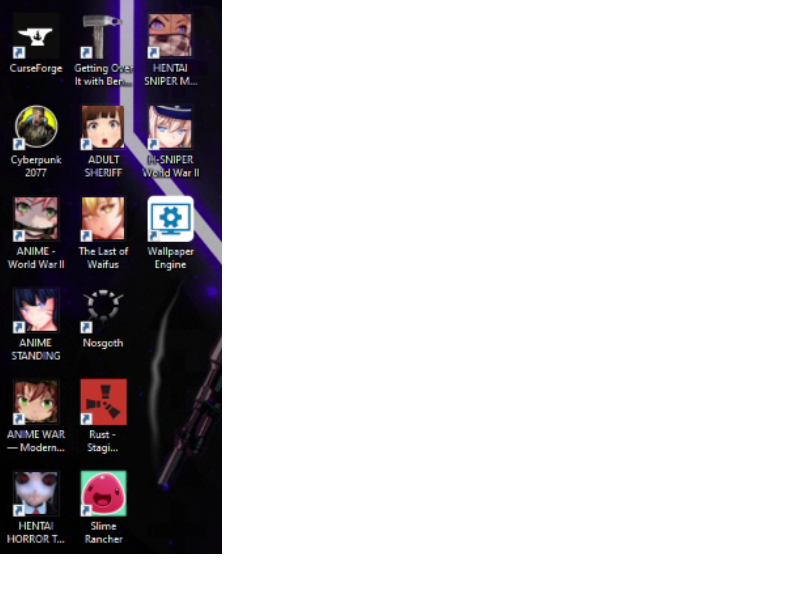 CurseForge
Getting Over
It with Ben...
HENTAI
SNIPER M...
Cyberpunk
2077
ADULT
SHERIFF
H-SNIPER
World War II
ANIME -
World War II
The Last of
Waifus
Wallpaper
Engine
ANIME
STANDING
Nosgoth
ANIME WAR
— Modern...
Rust -
Stagi...
HENTAI
HORROR T...
Slime
Rancher